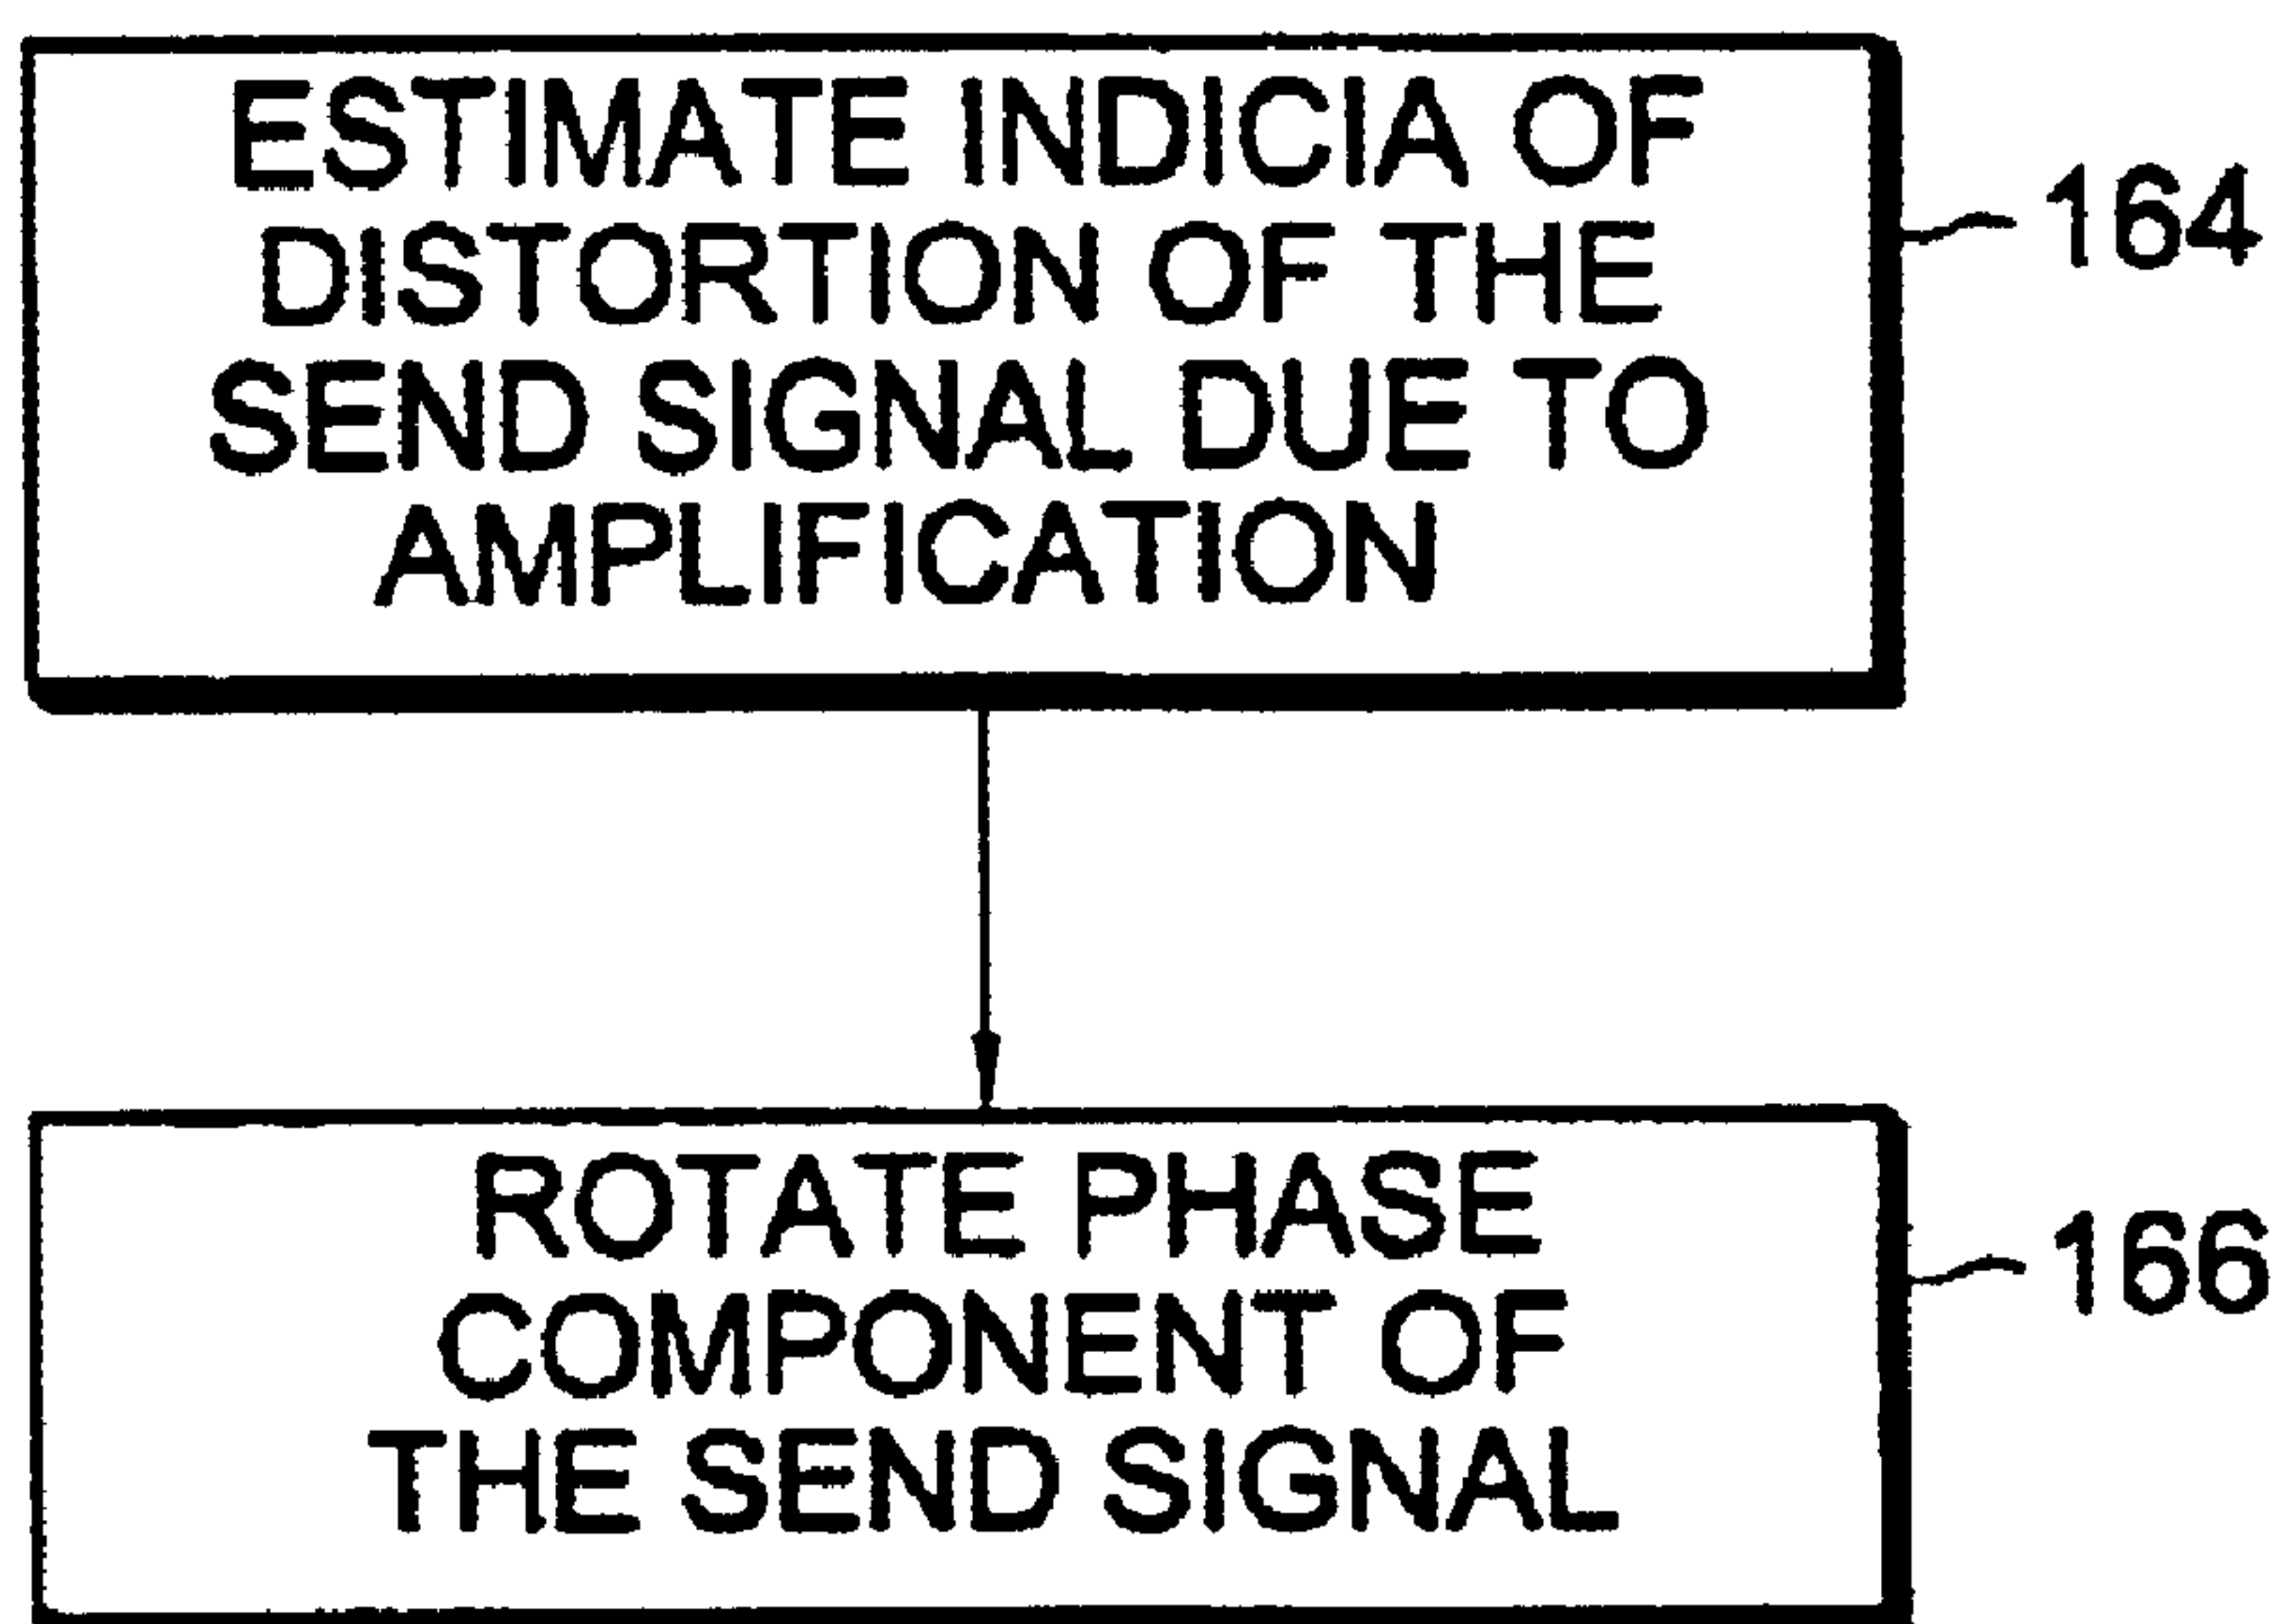 ESTIMATE INDICIA OF
DISTORTION OF THE
SEND SIGNAL DUE TO
AMPLIFICATION
164
ROTATE PHASE
COMPONENT OF
THE SEND SIGNAL
166